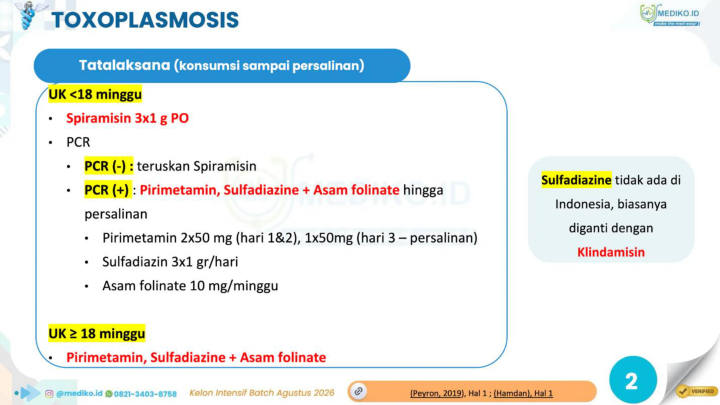 TOXOPLASMOSIS
MEDIKO.ID
Tatalaksana (konsumsi sampai persalinan)
UK <18 minggu
• Spiramisin 3x1 g PO
• PCR
• PCR (-) : teruskan Spiramisin
• PCR (+) : Pirimetamin, Sulfadiazine + Asam folinate hingga
persalinan
• Pirimetamin 2x50 mg (hari 1&2), 1x50mg (hari 3 – persalinan)
• Sulfadiazin 3x1 gr/hari
• Asam folinate 10 mg/minggu
UK ≥ 18 minggu
• Pirimetamin, Sulfadiazine + Asam folinate
Sulfadiazine tidak ada di
Indonesia, biasanya
diganti dengan
Klindamisin
MEDIKO.ID
@mediko.id 0821-3403-8758 Kelon Intensif Batch Agustus 2026
(Peyron, 2019), Hal 1 ; (Hamdan), Hal 1
2
VERIFIED